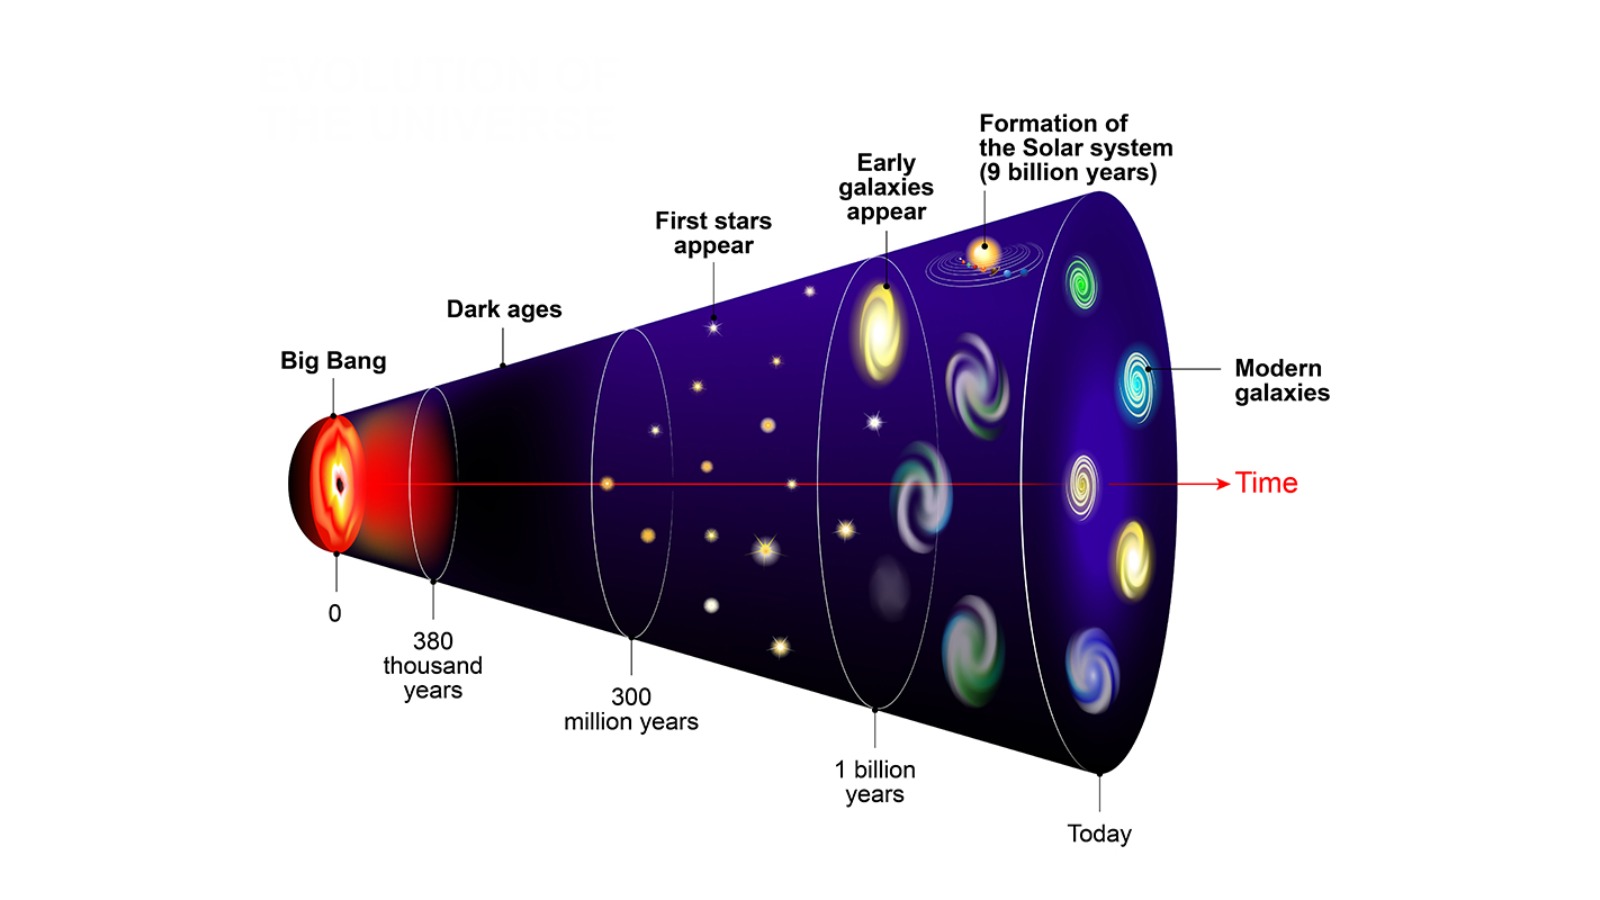 EVOLUTION OF
THE UNIVERSE
Formation of
the Solar system
(9 billion years)
Early
galaxies
appear
First stars
appear
Dark ages
Big Bang
Modern
galaxies
Time
0
380
thousand
years
300
million years
1 billion
years
Today